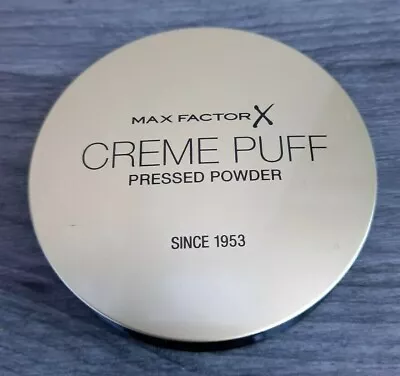 MAX FACTOR X
CREME PUFF
PRESSED POWDER
SINCE 1953